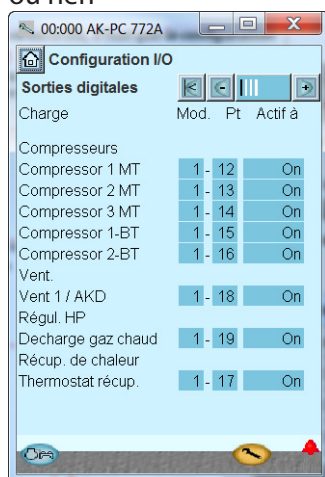 ou rien
00:000 AK-PC 772A
Configuration I/O
Sorties digitales
Charge Mod. Pt Actif à
Compresseurs
Compressor 1 MT 1 - 12 On
Compressor 2 MT 1 - 13 On
Compressor 3 MT 1 - 14 On
Compressor 1-BT 1 - 15 On
Compressor 2-BT 1 - 16 On
Vent.
Vent 1 / AKD 1 - 18 On
Régul. HP
Decharge gaz chaud 1 - 19 On
Récup. de chaleur
Thermostat récup. 1 - 17 On